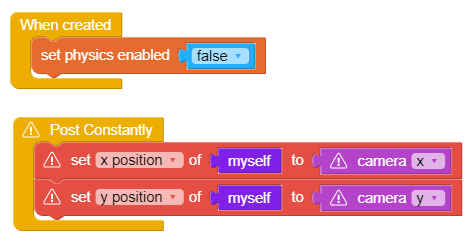 When created
set physics enabled false
Post Constantly
set x position of myself to camera x
set y position of myself to camera y